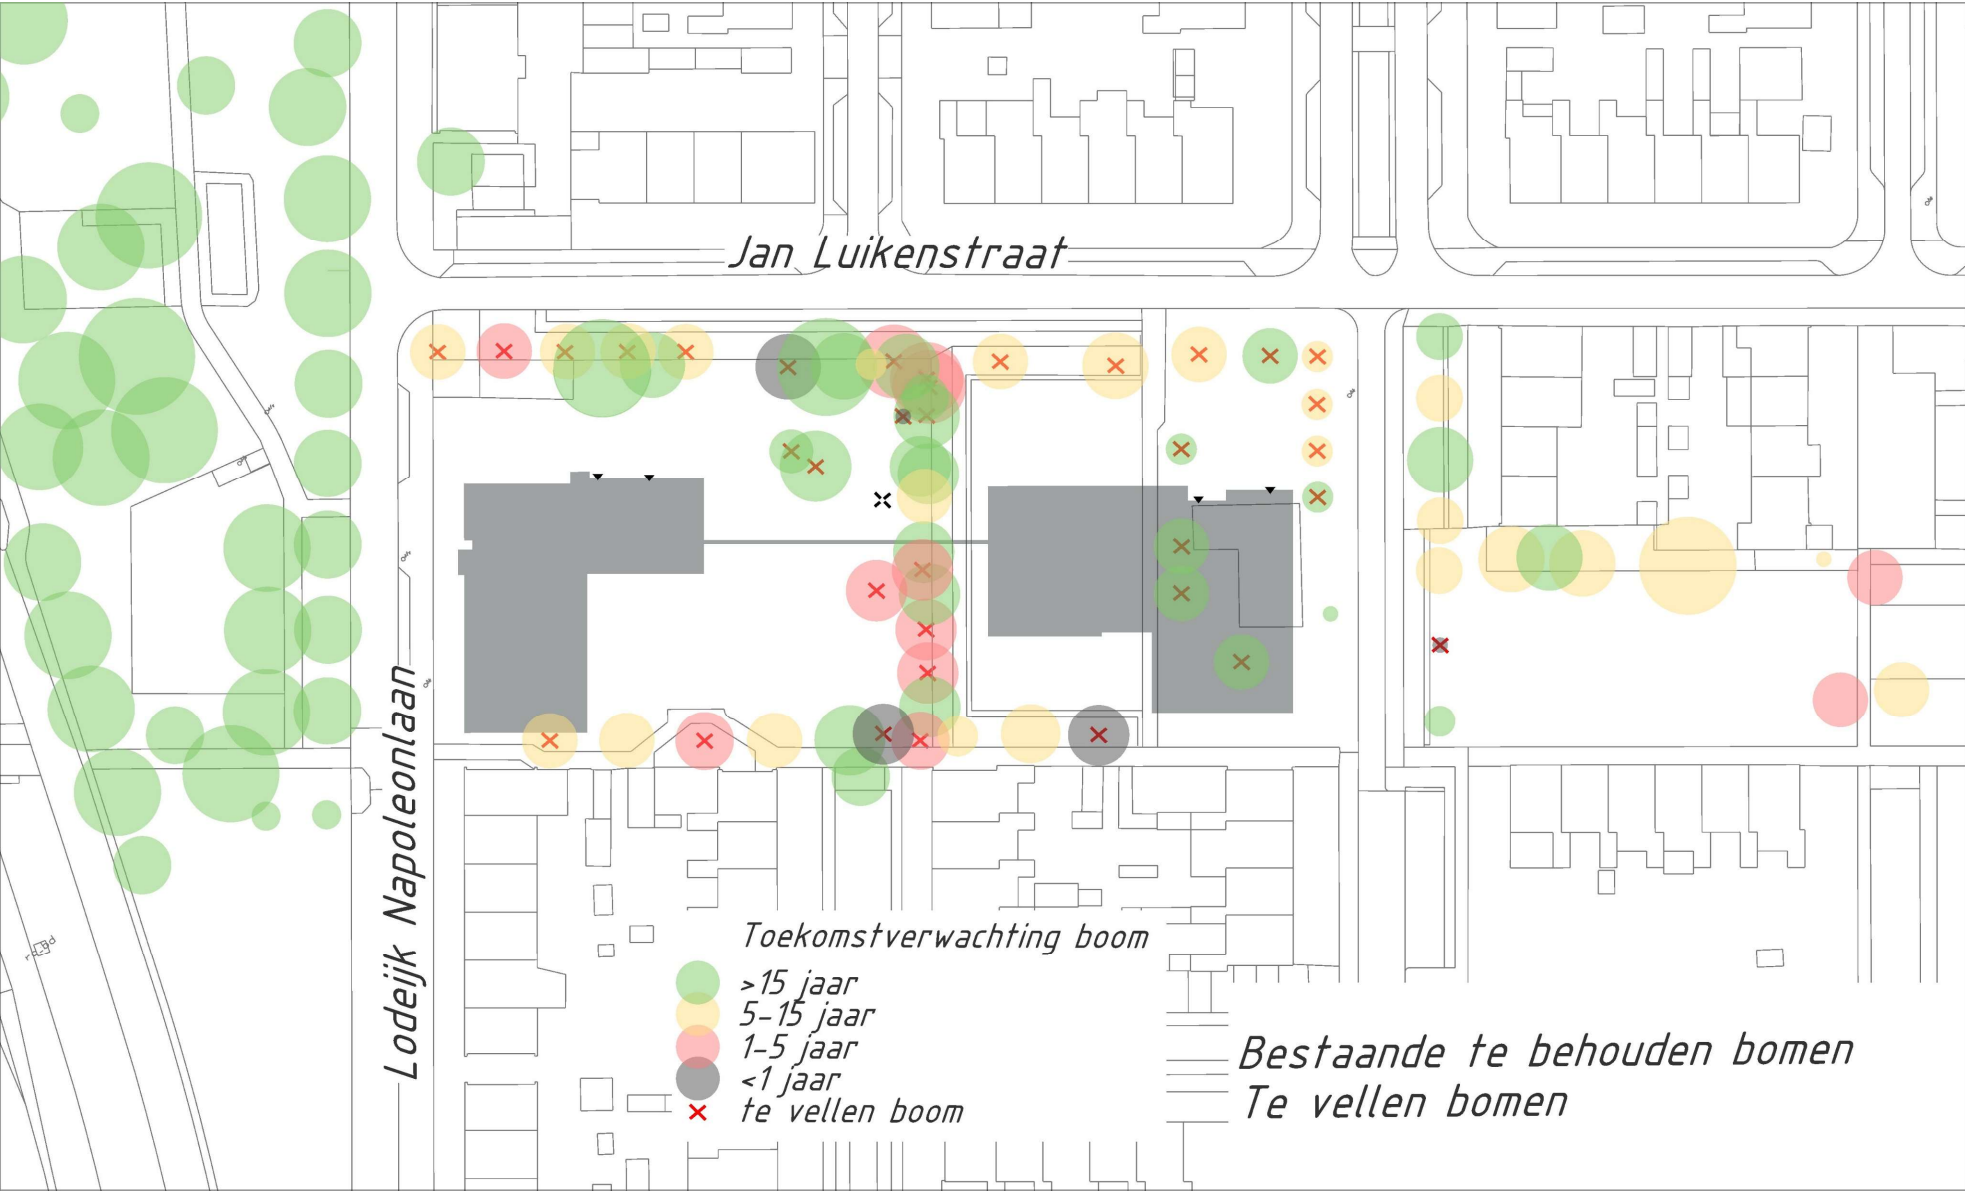 Jan Luikenstraat
Lodeijk Napoleonlaan
Toekomstverwachting boom
>15 jaar
5-15 jaar
1-5 jaar
<1 jaar
te vellen boom
Bestaande te behouden bomen
Te vellen bomen